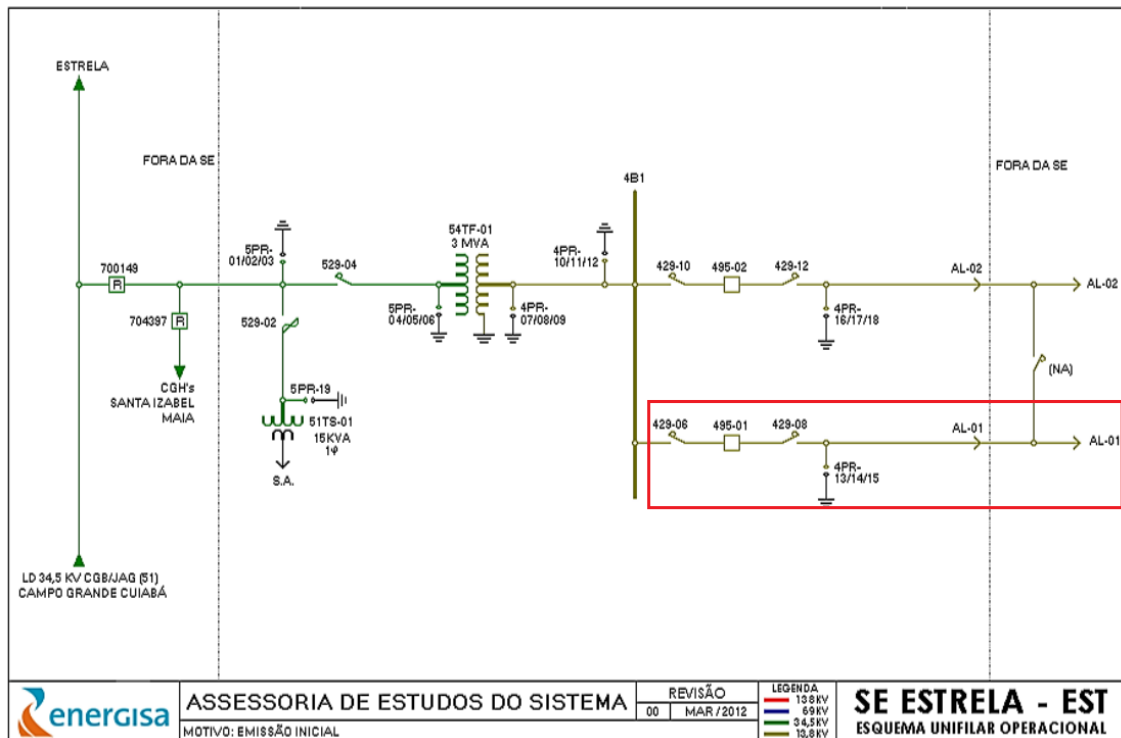 ESTRELA
FORA DA SE
FORA DA SE
700149
R
704397
R
CGH's
SANTA IZABEL
MAIA
5PR-
01/02/03
529-04
529-02
5PR-19
51TS-01
15KVA
1φ
S.A.
54TF-01
3 MVA
5PR-
04/05/06
4PR-
07/08/09
4PR-
10/11/12
4B1
429-10
495-02
429-12
4PR-
16/17/18
AL-02
AL-02
(NA)
429-06
495-01
429-08
4PR-
13/14/15
AL-01
AL-01
LD 34,5 KV CGB/JAG (51)
CAMPO GRANDE CUIABÁ
energisa
ASSESSORIA DE ESTUDOS DO SISTEMA
MOTIVO: EMISSÃO INICIAL
REVISÃO
00 MAR/2012
LEGENDA
138KV
69KV
34,5KV
13,8KV
SE ESTRELA - EST
ESQUEMA UNIFILAR OPERACIONAL